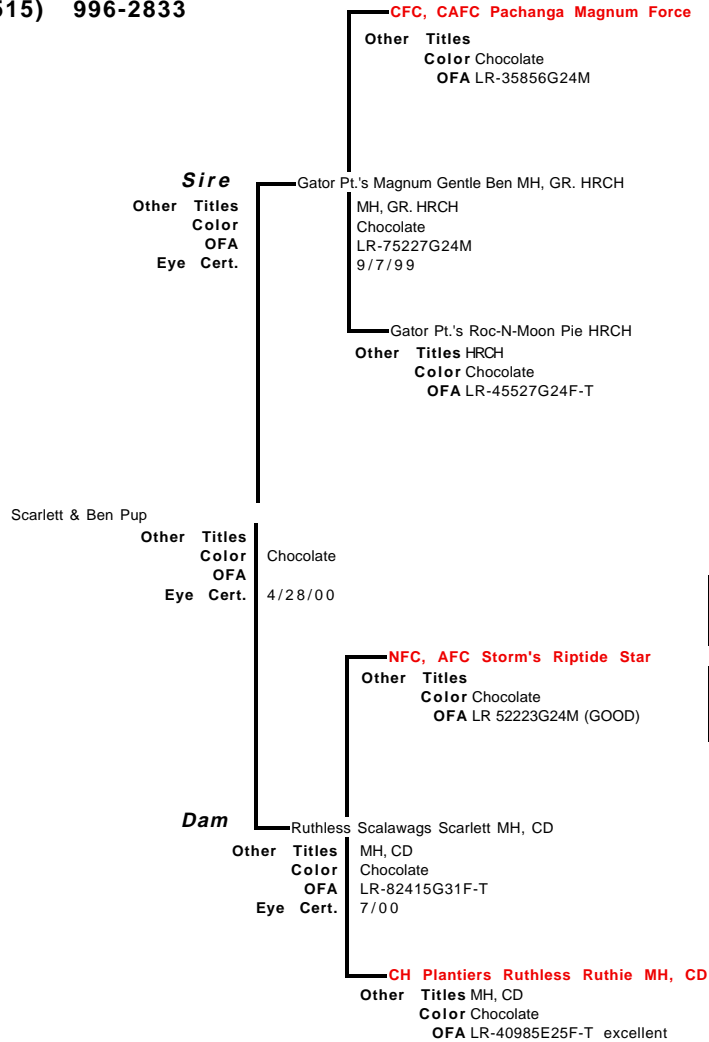 515) 996-2833
CFC, CAFC Pachanga Magnum Force
Other Titles
Color Chocolate
OFA LR-35856G24M
Sire
Gator Pt.'s Magnum Gentle Ben MH, GR. HRCH
Other Titles MH, GR. HRCH
Color Chocolate
OFA LR-75227G24M
Eye Cert. 9/7/99
Gator Pt.'s Roc-N-Moon Pie HRCH
Other Titles HRCH
Color Chocolate
OFA LR-45527G24F-T
Scarlett & Ben Pup
Other Titles
Color Chocolate
OFA
Eye Cert. 4/28/00
NFC, AFC Storm's Riptide Star
Other Titles
Color Chocolate
OFA LR 52223G24M (GOOD)
Dam
Ruthless Scalawags Scarlett MH, CD
Other Titles MH, CD
Color Chocolate
OFA LR-82415G31F-T
Eye Cert. 7/00
CH Plantiers Ruthless Ruthie MH, CD
Other Titles MH, CD
Color Chocolate
OFA LR-40985E25F-T excellent